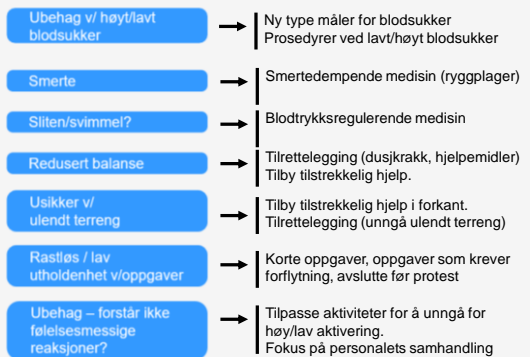 Ubehag v/ høyt/lavt
blodsukker
Ny type måler for blodsukker
Prosedyrer ved lavt/høyt blodsukker
Smerte
Smertedempende medisin (ryggplager)
Sliten/svimmel?
Blodtrykksregulerende medisin
Redusert balanse
Tilrettelegging (dusjkrakk, hjelpemidler)
Tilby tilstrekkelig hjelp.
Usikker v/
ulendt terreng
Tilby tilstrekkelig hjelp i forkant.
Tilrettelegging (unngå ulendt terreng)
Rastløs / lav
utholdenhet v/oppgaver
Korte oppgaver, oppgaver som krever
forflytning, avslutte før protest
Ubehag – forstår ikke
følelsesmessige
reaksjoner?
Tilpasse aktiviteter for å unngå for
høy/lav aktivering.
Fokus på personalets samhandling